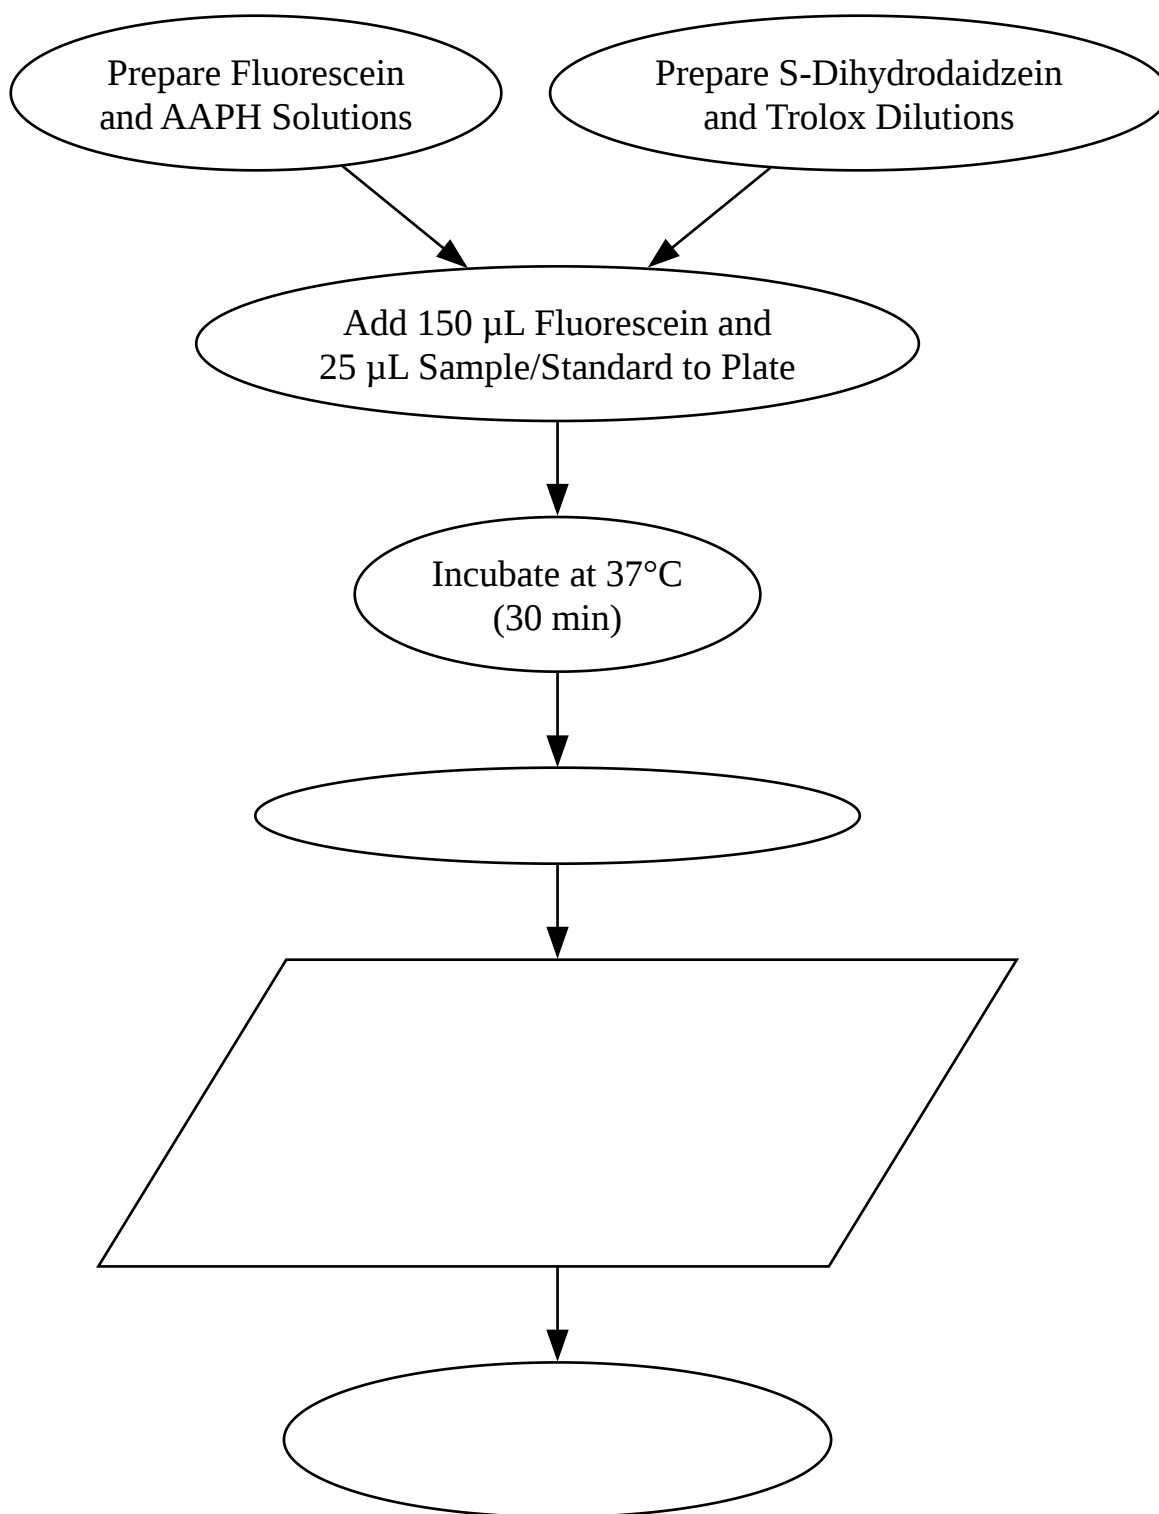 Prepare Fluorescein
and AAPH Solutions
Prepare S-Dihydrodaidzein
and Trolox Dilutions
Add 150 µL Fluorescein and
25 µL Sample/Standard to Plate
Incubate at 37°C
(30 min)